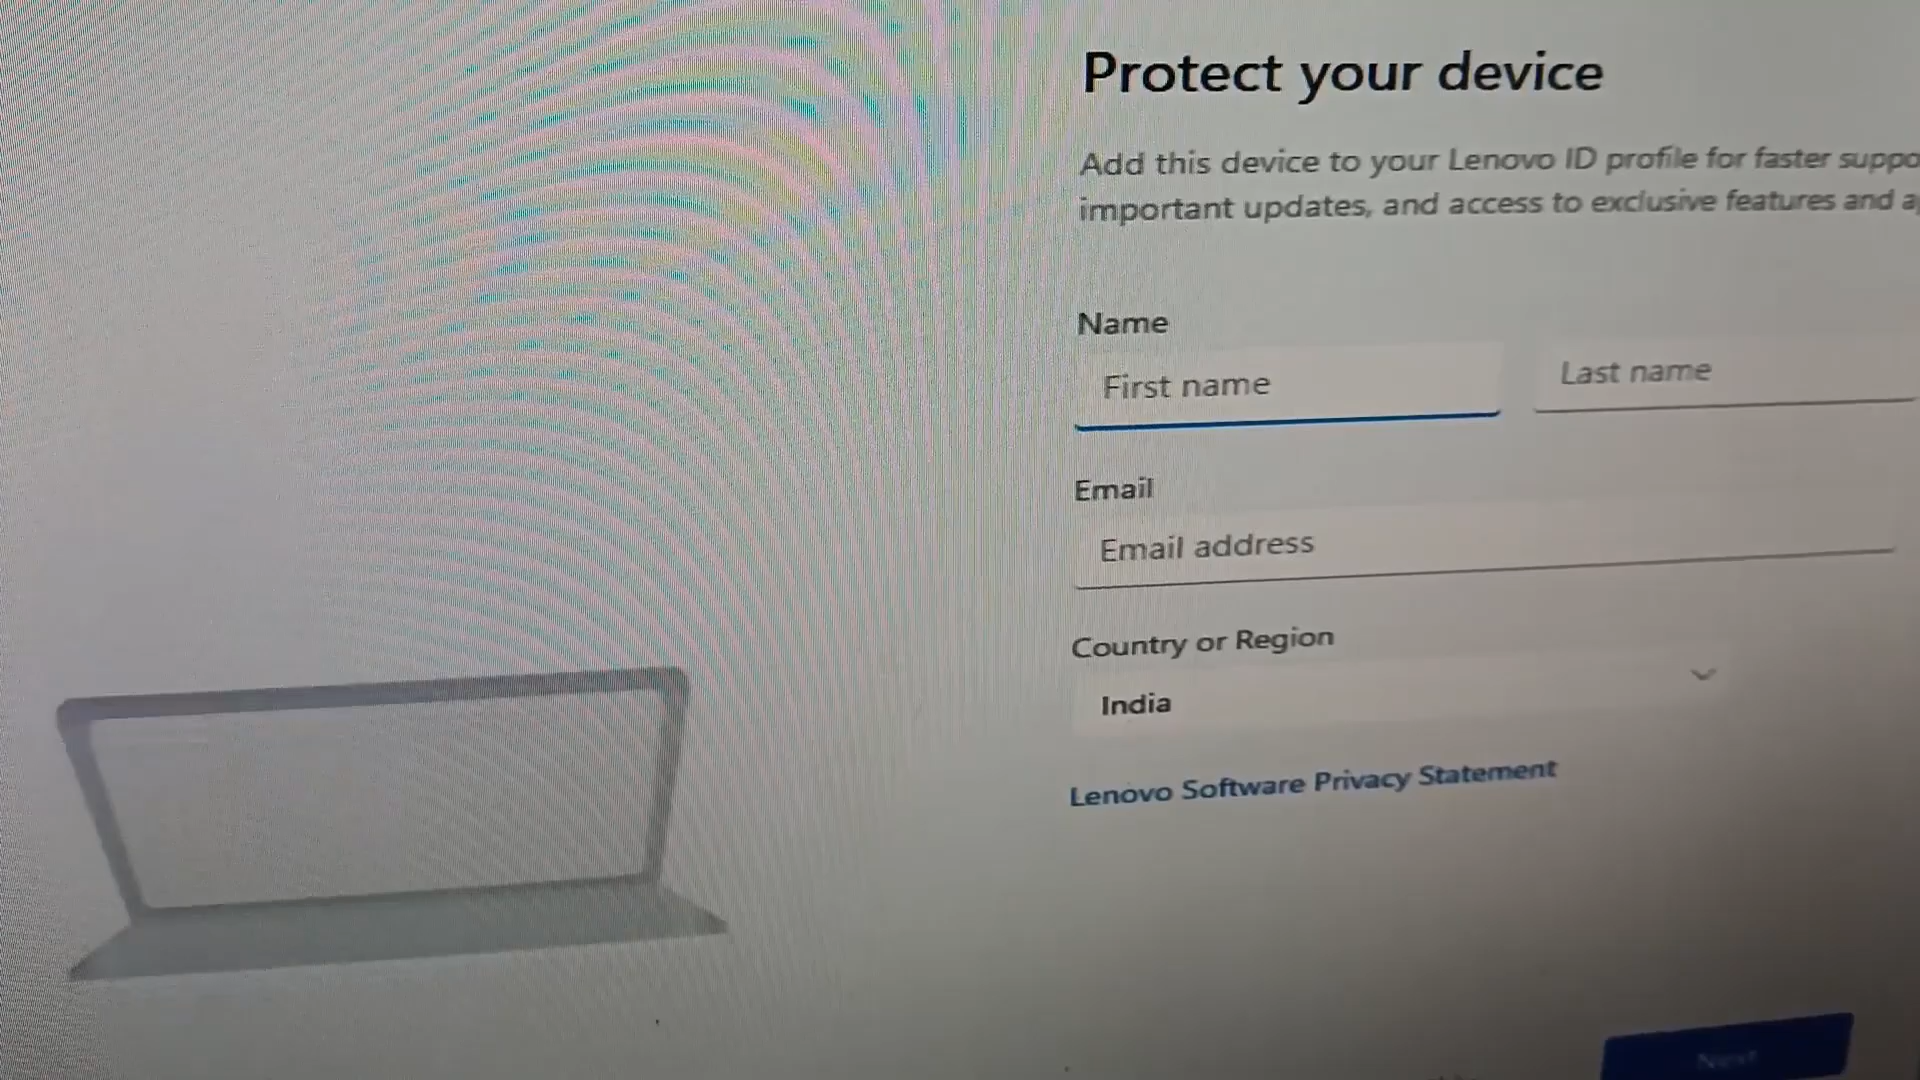 Protect your device
Add this device to your Lenovo ID profile for faster
important updates, and access to exclusive features and
Name
First name
Last name
Email
Email address
Country or Region
India
Lenovo Software Privacy Statement
Next